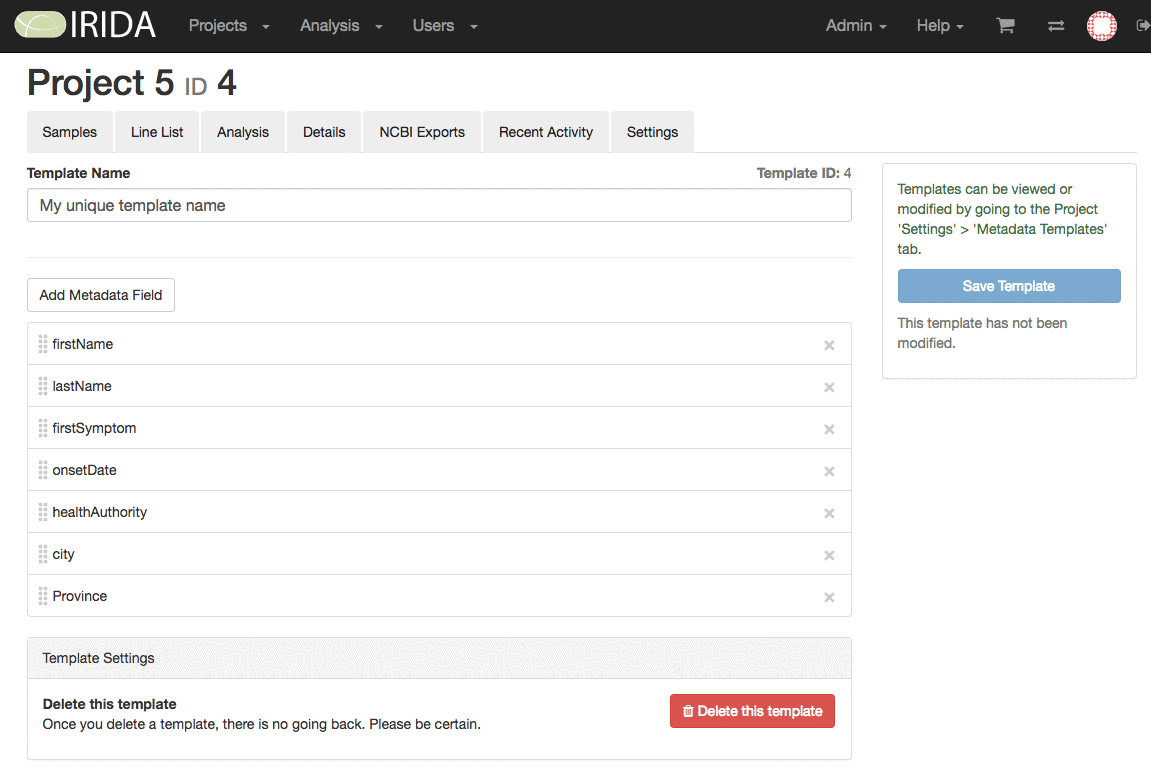 IRIDA Projects Analysis Users Admin Help
Project 5 ID 4
Samples Line List Analysis Details NCBI Exports Recent Activity Settings
Template Name Template ID: 4
My unique template name
Templates can be viewed or
modified by going to the Project
'Settings' > 'Metadata Templates'
tab.
Save Template
This template has not been
modified.
Add Metadata Field
firstName
lastName
firstSymptom
onsetDate
healthAuthority
city
Province
Template Settings
Delete this template
Once you delete a template, there is no going back. Please be certain.
Delete this template